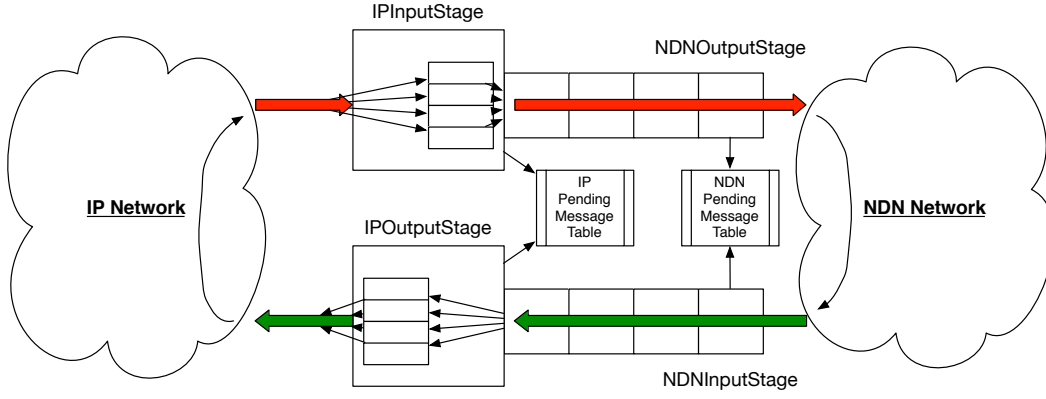 IPInputStage
NDNOutputStage
IP Network
IP
Pending
Message
Table
NDN
Pending
Message
Table
NDN Network
IPOutputStage
NDNInputStage